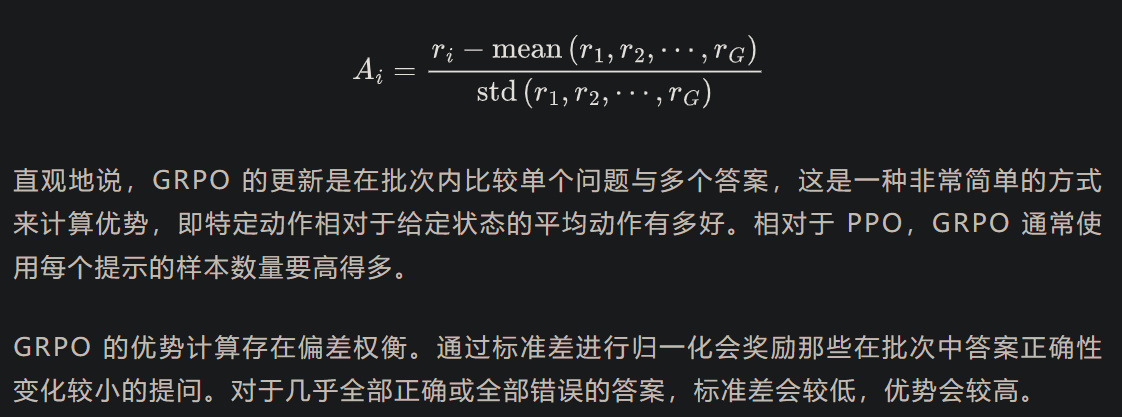 A_i = \frac{r_i - mean(r_1, r_2, ⋯, r_G)}{std(r_1, r_2, ⋯, r_G)}
直观地说，GRPO 的更新是在批次内比较单个问题与多个答案，这是一种非常简单的方式
来计算优势，即特定动作相对于给定状态的平均动作有多好。相对于 PPO，GRPO 通常使
用每个提示的样本数量要高得多。
GRPO 的优势计算存在偏差权衡。通过标准差进行归一化会奖励那些在批次中答案正确性
变化较小的提问。对于几乎全部正确或全部错误的答案，标准差会较低，优势会较高。